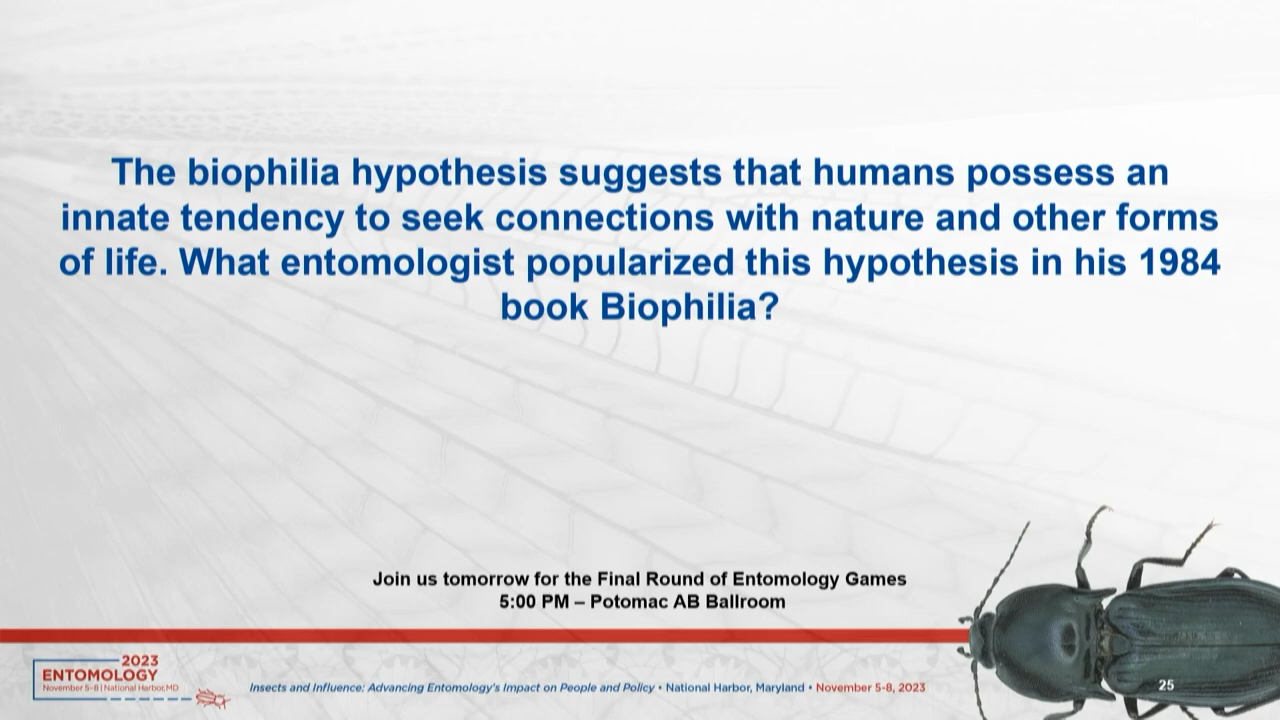 The biophilia hypothesis suggests that humans possess an
innate tendency to seek connections with nature and other forms
of life. What entomologist popularized this hypothesis in his 1984
book Biophilia?
Join us tomorrow for the Final Round of Entomology Games
5:00 PM – Potomac AB Ballroom
2023
ENTOMOLOGY
November 5-8 | National Harbor, MD
Insects and Influence: Advancing Entomology's Impact on People and Policy • National Harbor, Maryland • November 5-8, 2023
25